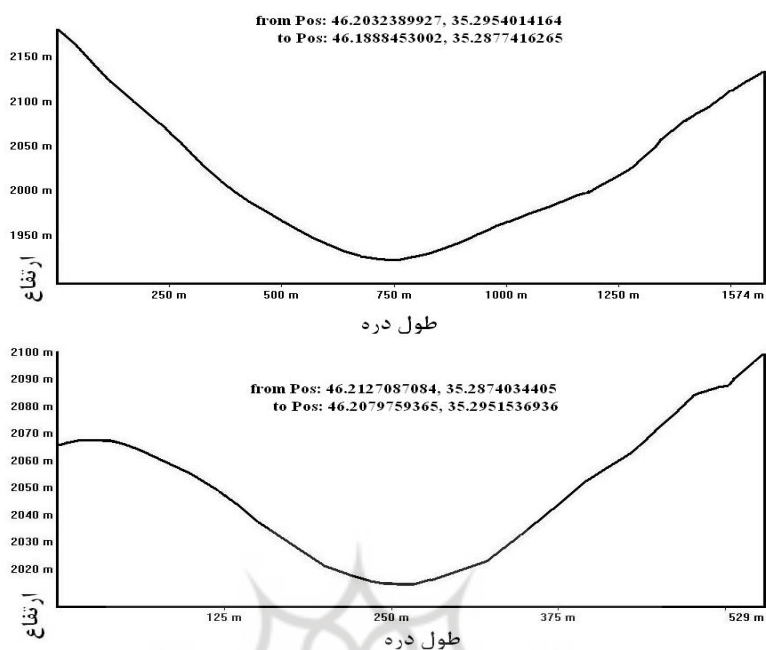 from Pos: 46.2032389927, 35.2954014164
to Pos: 46.1888453002, 35.2877416265
2150 m
2100 m
2050 m
2000 m
1950 m
ارتفاع
250 m 500 m 750 m 1000 m 1250 m 1574 m
طول دره
2100 m
2090 m
2080 m
2070 m
2060 m
2050 m
2040 m
2030 m
2020 m
from Pos: 46.2127087084, 35.2874034405
to Pos: 46.2079759365, 35.2951536936
ارتفاع
125 m 250 m 375 m 529 m
طول دره